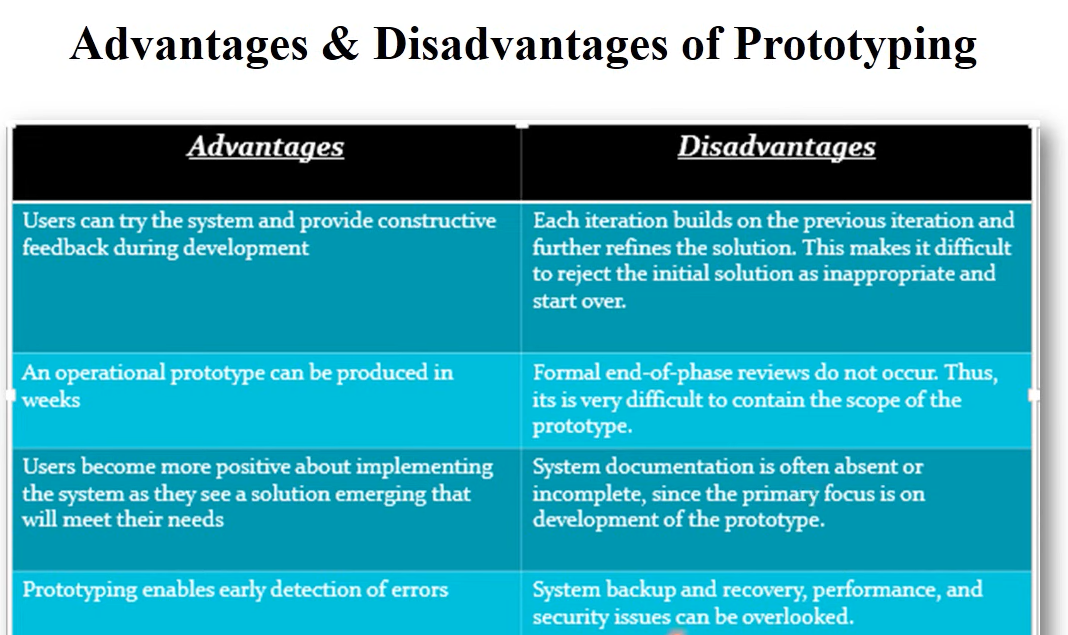 Advantages & Disadvantages of Prototyping
Advantages
Disadvantages
Users can try the system and provide constructive
feedback during development
Each iteration builds on the previous iteration and
further refines the solution. This makes it difficult
to reject the initial solution as inappropriate and
start over.
An operational prototype can be produced in
weeks
Formal end-of-phase reviews do not occur. Thus,
its is very difficult to contain the scope of the
prototype.
Users become more positive about implementing
the system as they see a solution emerging that
will meet their needs
System documentation is often absent or
incomplete, since the primary focus is on
development of the prototype.
Prototyping enables early detection of errors
System backup and recovery, performance, and
security issues can be overlooked.